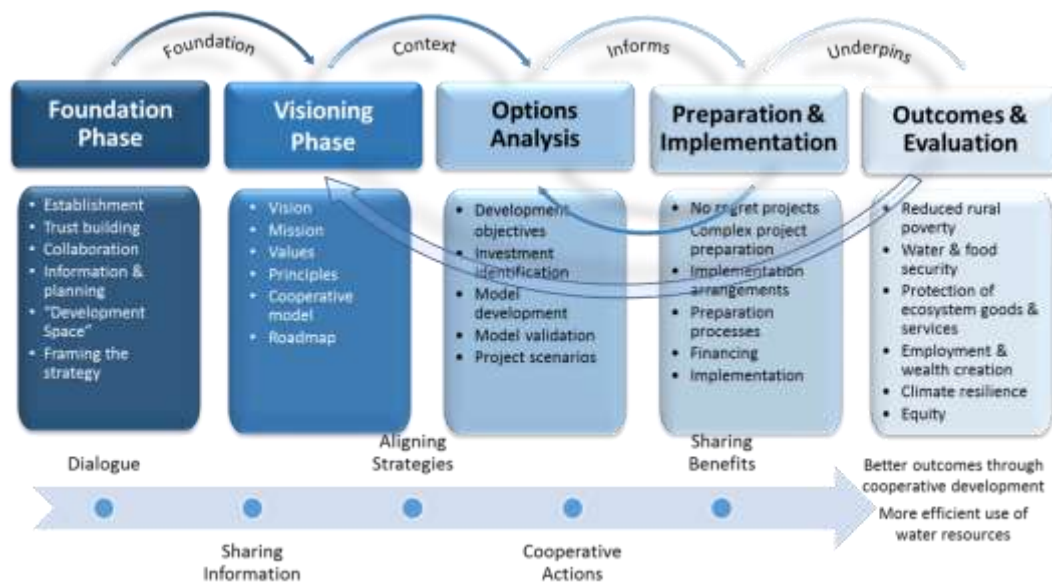 Foundation
Context
Informs
Underpins
Foundation
Phase
Visioning
Phase
Options
Analysis
Preparation &
Implementation
Outcomes &
Evaluation
• Establishment
• Trust building
• Collaboration
• Information &
planning
• "Development
Space"
• Framing the
strategy
• Vision
• Mission
• Values
• Principles
• Cooperative
model
• Roadmap
• Development
objectives
• Investment
identification
• Model
development
• Model validation
• Project scenarios
• No regret projects
• Complex project
preparation
• Implementation
arrangements
• Preparation
processes
• Financing
• Implementation
• Reduced rural
poverty
• Water & food
security
• Protection of
ecosystem goods &
services
• Employment &
wealth creation
• Climate resilience
• Equity
Dialogue
Sharing
Information
Aligning
Strategies
Cooperative
Actions
Sharing
Benefits
Better outcomes through
cooperative development
More efficient use of
water resources